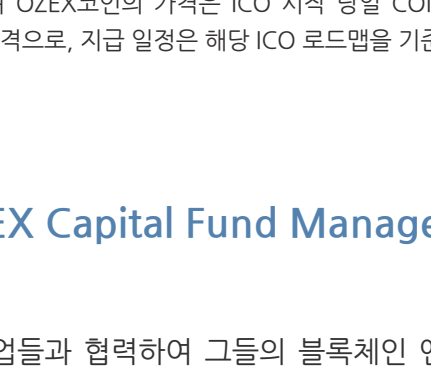 OZEX코인의 가격은 ICO 시작 당일
격으로, 지급 일정은 해당 ICO 로드맵을
EX Capital Fund Manage
업들과 협력하여 그들의 블록체인